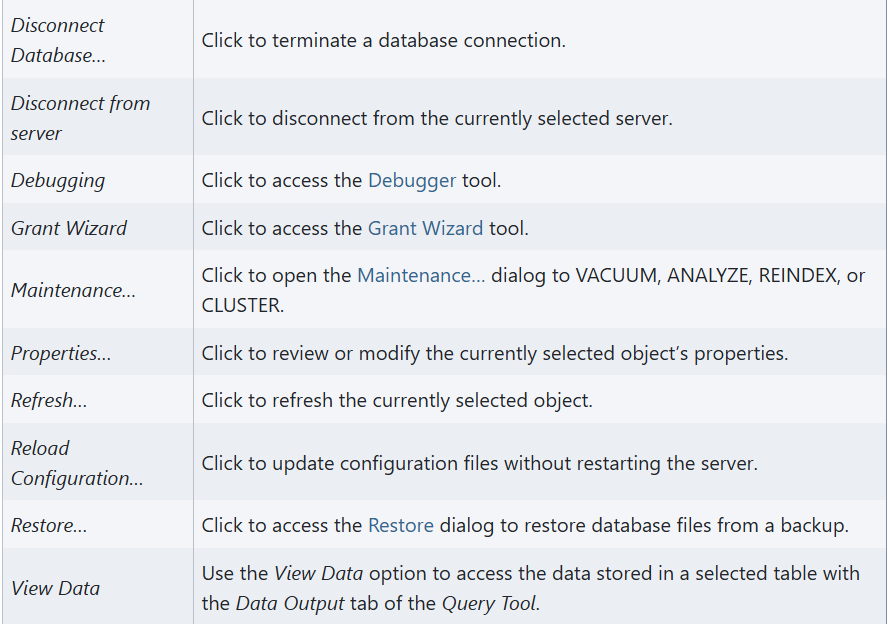 Disconnect
Database...
Click to terminate a database connection.
Disconnect from
server
Click to disconnect from the currently selected server.
Debugging
Click to access the Debugger tool.
Grant Wizard
Click to access the Grant Wizard tool.
Maintenance...
Click to open the Maintenance... dialog to VACUUM, ANALYZE, REINDEX, or
CLUSTER.
Properties...
Click to review or modify the currently selected object’s properties.
Refresh...
Click to refresh the currently selected object.
Reload
Configuration...
Click to update configuration files without restarting the server.
Restore...
Click to access the Restore dialog to restore database files from a backup.
View Data
Use the View Data option to access the data stored in a selected table with
the Data Output tab of the Query Tool.